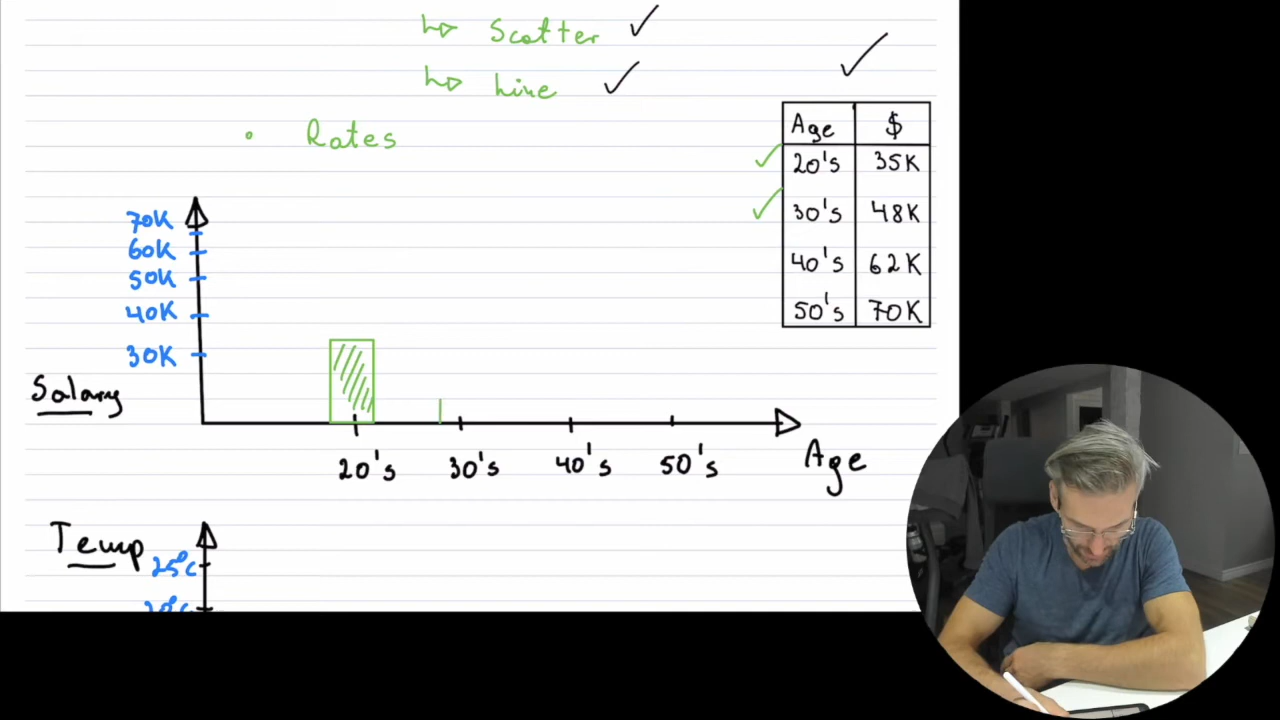 ↳ Scatter ✓
↳ Line ✓
• Rates
Age $
20's 35K
30's 48K
40's 62K
50's 70K
70K
60K
50K
40K
30K
Salary
20's 30's 40's 50's Age
Temp
25°C
20°C